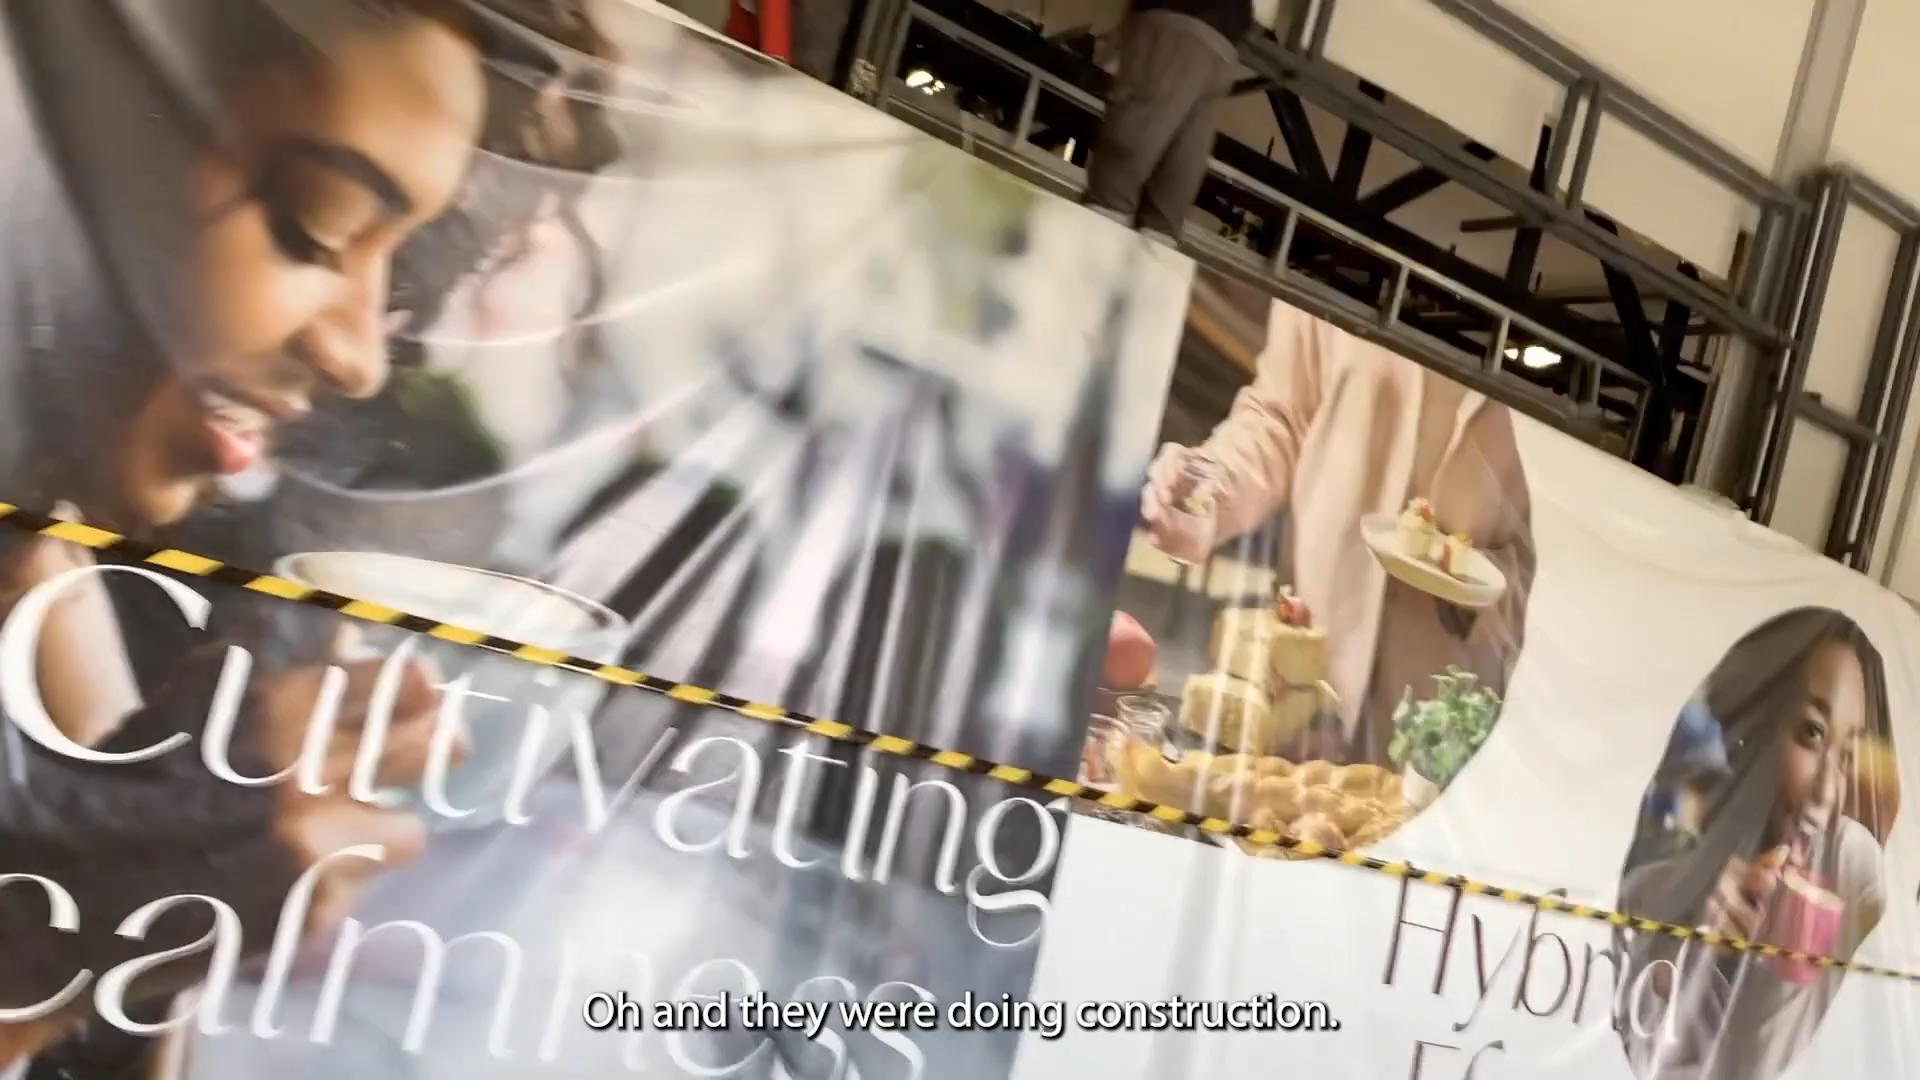 Cultivating
calmness
Hybrid
Oh and they were doing construction.